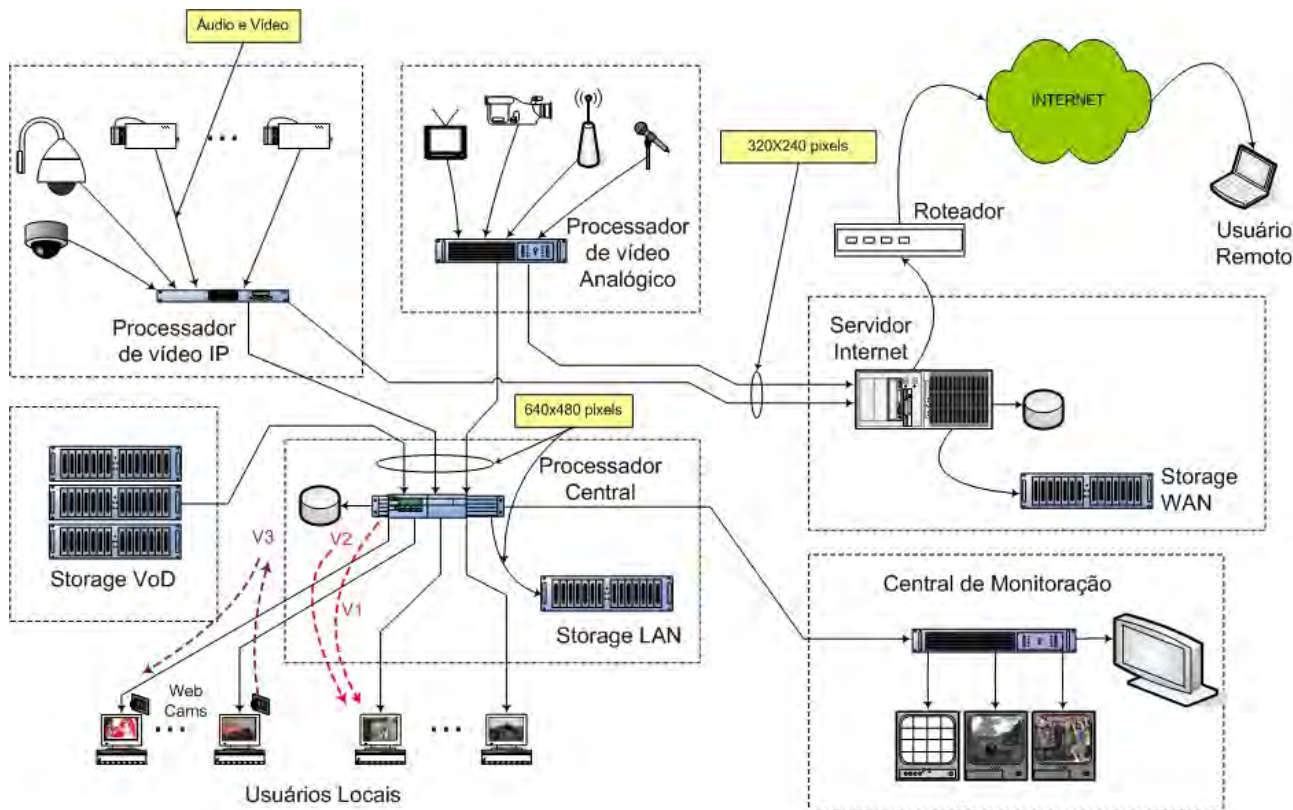 Áudio e Vídeo
INTERNET
320X240 pixels
Roteador
Usuário
Remoto
Processador
de vídeo
Analógico
Processador
de vídeo IP
Servidor
Internet
640x480 pixels
Processador
Central
Storage
WAN
V3
V2
V1
Storage VoD
Storage LAN
Central de Monitoração
Web
Cams
Usuários Locais